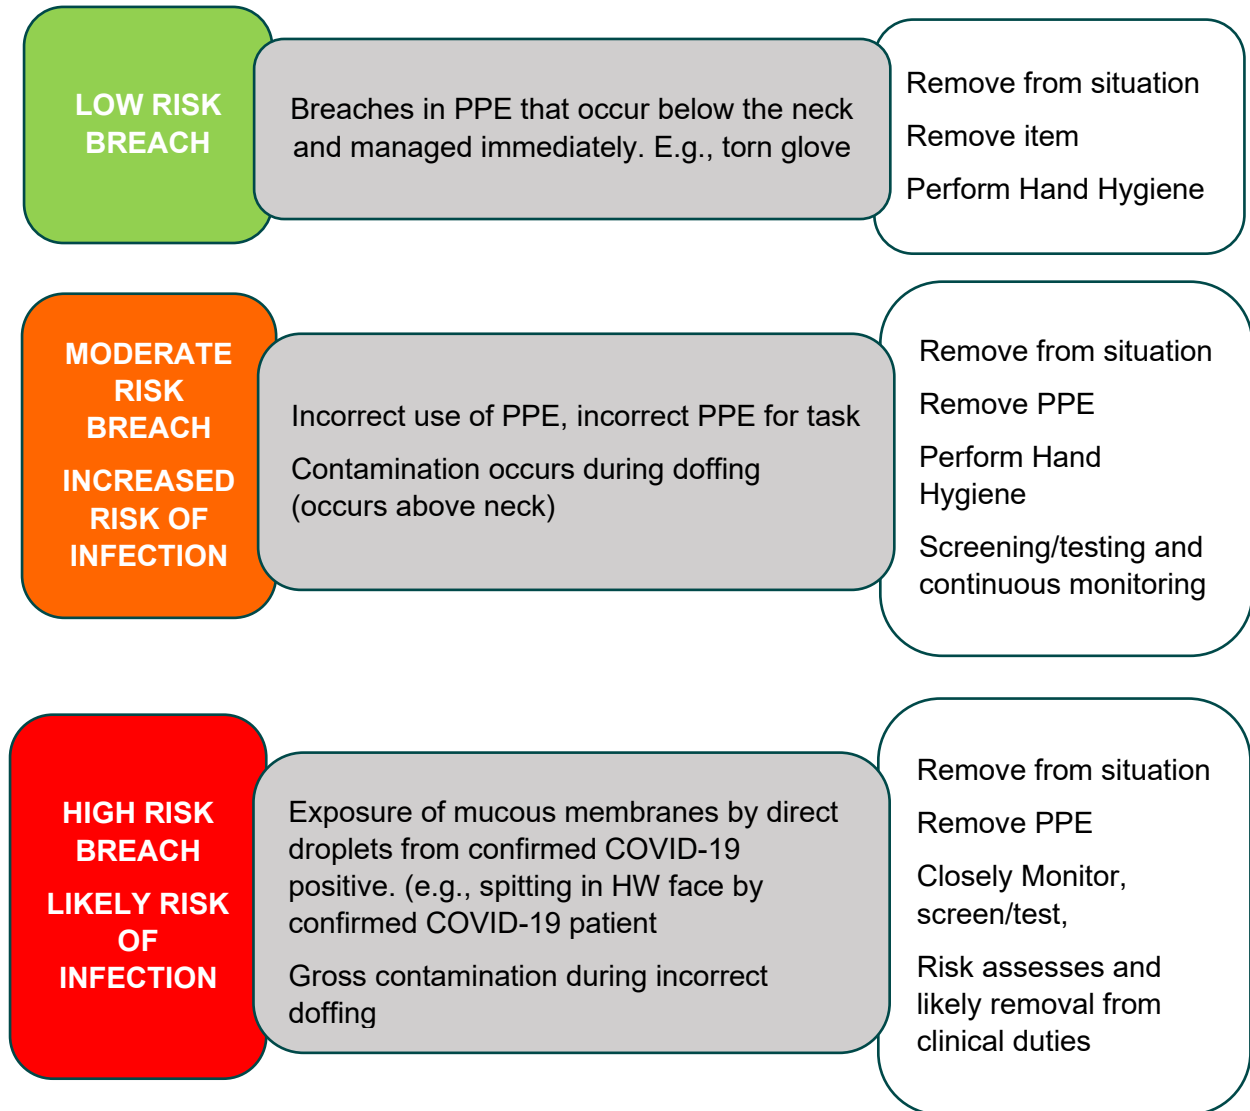 LOW RISK
BREACH
Breaches in PPE that occur below the neck
and managed immediately. E.g., torn glove
Remove from situation
Remove item
Perform Hand Hygiene
MODERATE
RISK
BREACH
INCREASED
RISK OF
INFECTION
Incorrect use of PPE, incorrect PPE for task
Contamination occurs during doffing
(occurs above neck)
Remove from situation
Remove PPE
Perform Hand
Hygiene
Screening/testing and
continuous monitoring
HIGH RISK
BREACH
LIKELY RISK
OF
INFECTION
Exposure of mucous membranes by direct
droplets from confirmed COVID-19
positive. (e.g., spitting in HW face by
confirmed COVID-19 patient
Gross contamination during incorrect
doffing
Remove from situation
Remove PPE
Closely Monitor,
screen/test,
Risk assesses and
likely removal from
clinical duties